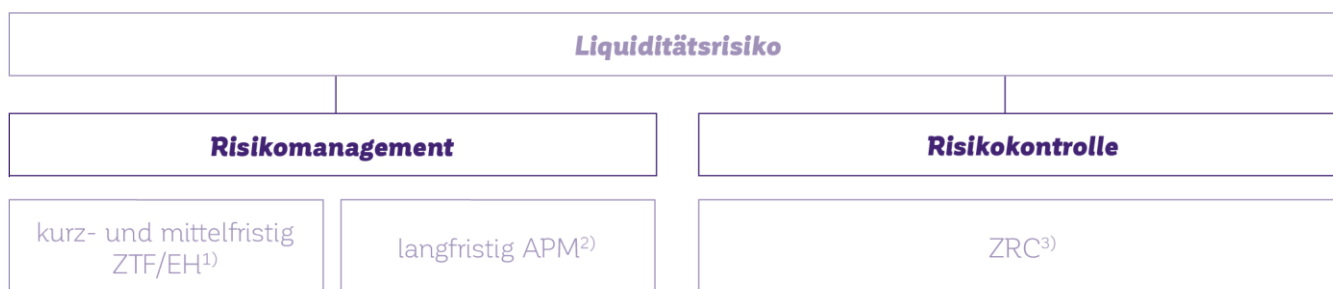 Liquiditätsrisiko
Risikomanagement
Risikokontrolle
kurz- und mittelfristig
ZTF/EH¹⁾
langfristig APM²⁾
ZRC³⁾